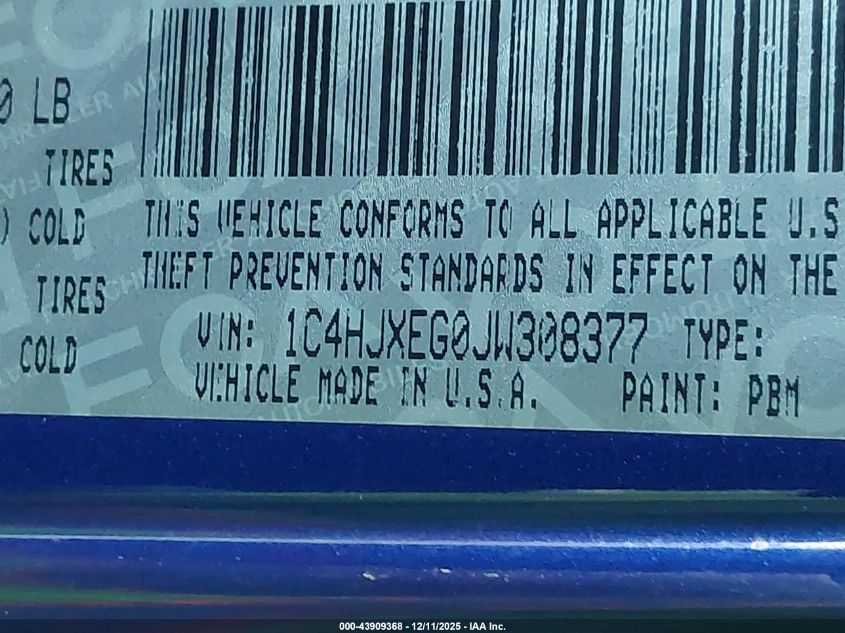 0 LB
TIRES
) COLD
TIRES
COLD
THIS VEHICLE CONFORMS TO ALL APPLICABLE U.S
THEFT PREVENTION STANDARDS IN EFFECT ON THE
VIN: 1C4HJXEG0JW308377 TYPE:
VEHICLE MADE IN U.S.A. PAINT: PBM
000-43909368 - 12/11/2025 - IAA Inc.